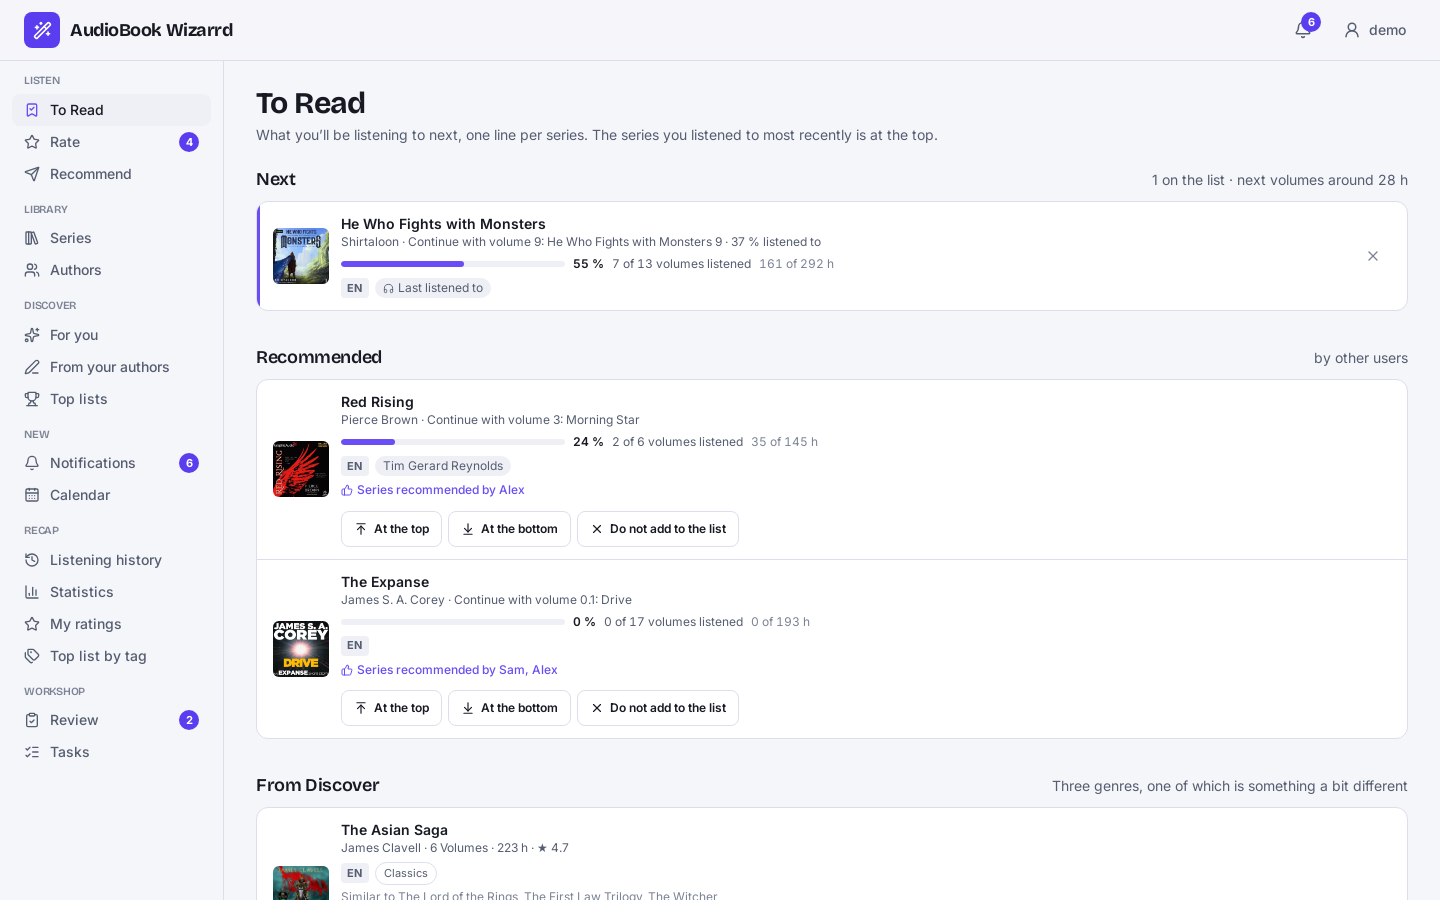 AudioBook Wizarrd
6
demo
LISTEN
To Read
Rate
4
Recommend
LIBRARY
Series
Authors
DISCOVER
For you
From your authors
Top lists
NEW
Notifications
6
Calendar
RECAP
Listening history
Statistics
My ratings
Top list by tag
WORKSHOP
Review
2
Tasks
To Read
What you’ll be listening to next, one line per series. The series you listened to most recently is at the top.
Next
1 on the list · next volumes around 28 h
HE WHO FIGHTS
MONSTERS
He Who Fights with Monsters
Shirtaloon · Continue with volume 9: He Who Fights with Monsters 9 · 37 % listened to
55 % 7 of 13 volumes listened 161 of 292 h
EN
Last listened to
Recommended
by other users
RED RISING
Red Rising
Pierce Brown · Continue with volume 3: Morning Star
24 % 2 of 6 volumes listened 35 of 145 h
EN
Tim Gerard Reynolds
Series recommended by Alex
At the top
At the bottom
Do not add to the list
JAMES S. A.
COREY
DRIVE
EXPANSE
The Expanse
James S. A. Corey · Continue with volume 0.1: Drive
0 % 0 of 17 volumes listened 0 of 193 h
EN
Series recommended by Sam, Alex
At the top
At the bottom
Do not add to the list
From Discover
Three genres, one of which is something a bit different
The Asian Saga
James Clavell · 6 Volumes · 223 h · ★ 4.7
EN
Classics
Similar to The Lord of the Rings, The First Law Trilogy, The Witcher